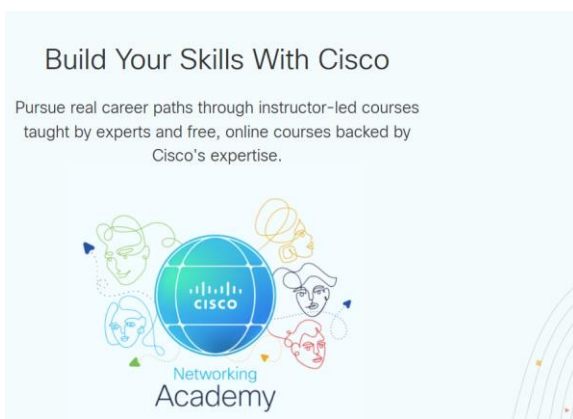 Build Your Skills With Cisco
Pursue real career paths through instructor-led courses
taught by experts and free, online courses backed by
Cisco's expertise.
CISCO
Networking
Academy